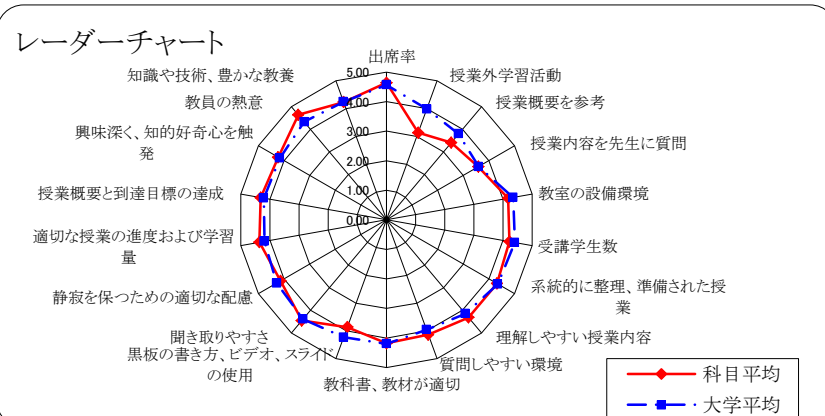 レーダーチャート
出席率
授業外学習活動
授業概要を参考
授業内容を先生に質問
教室の設備環境
受講学生数
系統的に整理、準備された授
業
理解しやすい授業内容
質問しやすい環境
教科書、教材が適切
黒板の書き方、ビデオ、スライド
の使用
聞き取りやすさ
静寂を保つための適切な配慮
適切な授業の進度および学習
量
授業概要と到達目標の達成
興味深く、知的好奇心を触
発
教員の熱意
知識や技術、豊かな教養
5.00
4.00
3.00
2.00
1.00
0.00
科目平均
大学平均